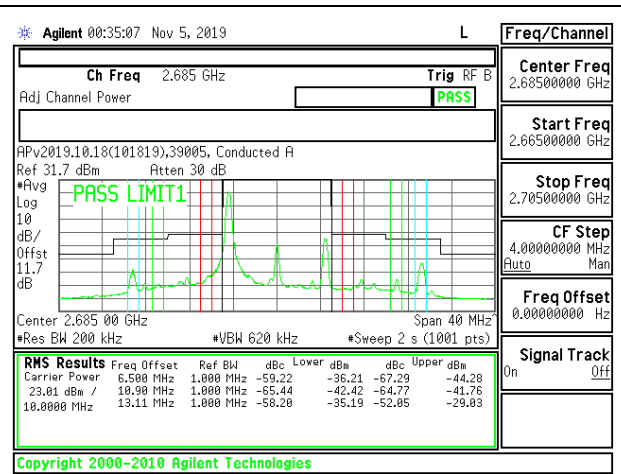 Agilent 00:35:07 Nov 5, 2019 L Freq/Channel
Ch Freq 2.685 GHz Trig RF B
Adj Channel Power PASS
APv2019.10.18(101819),39005, Conducted A
Ref 31.7 dBm Atten 30 dB
#Avg
Log
10
dB/
Offst
11.7
dB
PASS LIMIT1
Center 2.685 00 GHz Span 40 MHz^
#Res BW 200 kHz #VBW 620 kHz #Sweep 2 s (1001 pts)
RMS Results Freq Offset Ref BW dBc Lower dBm dBc Upper dBm
Carrier Power 6.500 MHz 1.000 MHz -59.22 -36.21 -67.29 -44.28
23.01 dBm / 10.90 MHz 1.000 MHz -65.44 -42.42 -64.77 -41.76
10.0000 MHz 13.11 MHz 1.000 MHz -58.20 -35.19 -52.05 -29.03
Center Freq
2.68500000 GHz
Start Freq
2.66500000 GHz
Stop Freq
2.70500000 GHz
CF Step
4.00000000 MHz
Auto Man
Freq Offset
0.00000000 Hz
Signal Track
On Off
Copyright 2000-2010 Agilent Technologies